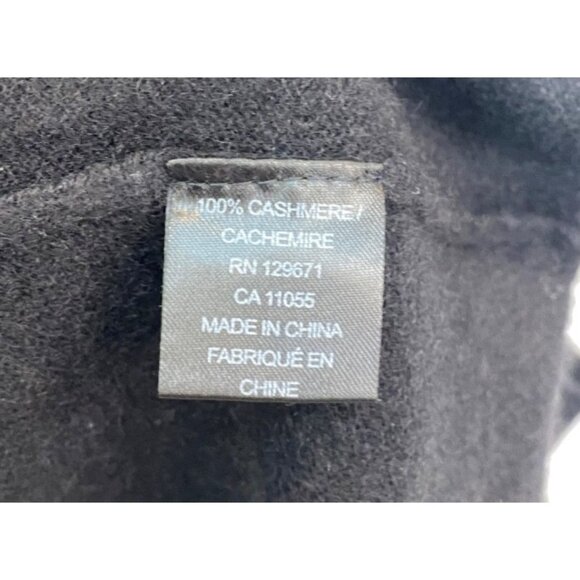 100% CASHMERE/
CACHEMIRE
RN 129671
CA 11055
MADE IN CHINA
FABRIQUÉ EN
CHINE